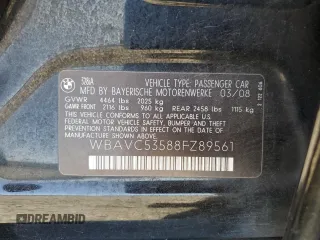 328iA
VEHICLE TYPE: PASSENGER CAR
MFD BY BAYERISCHE MOTORENWERKE 03/08
GVWR 4464 lbs 2025 kg
GAWR FRONT 2116 lbs 960 kg REAR 2458 lbs 1115 kg
THIS VEHICLE CONFORMS TO ALL APPLICABLE
FEDERAL MOTOR VEHICLE SAFETY, BUMPER,
AND THEFT PREVENTION STANDARDS IN EFFECT
ON THE DATE OF MANUFACTURE SHOWN ABOVE.
WBAVC53588FZ89561
DREAMBID